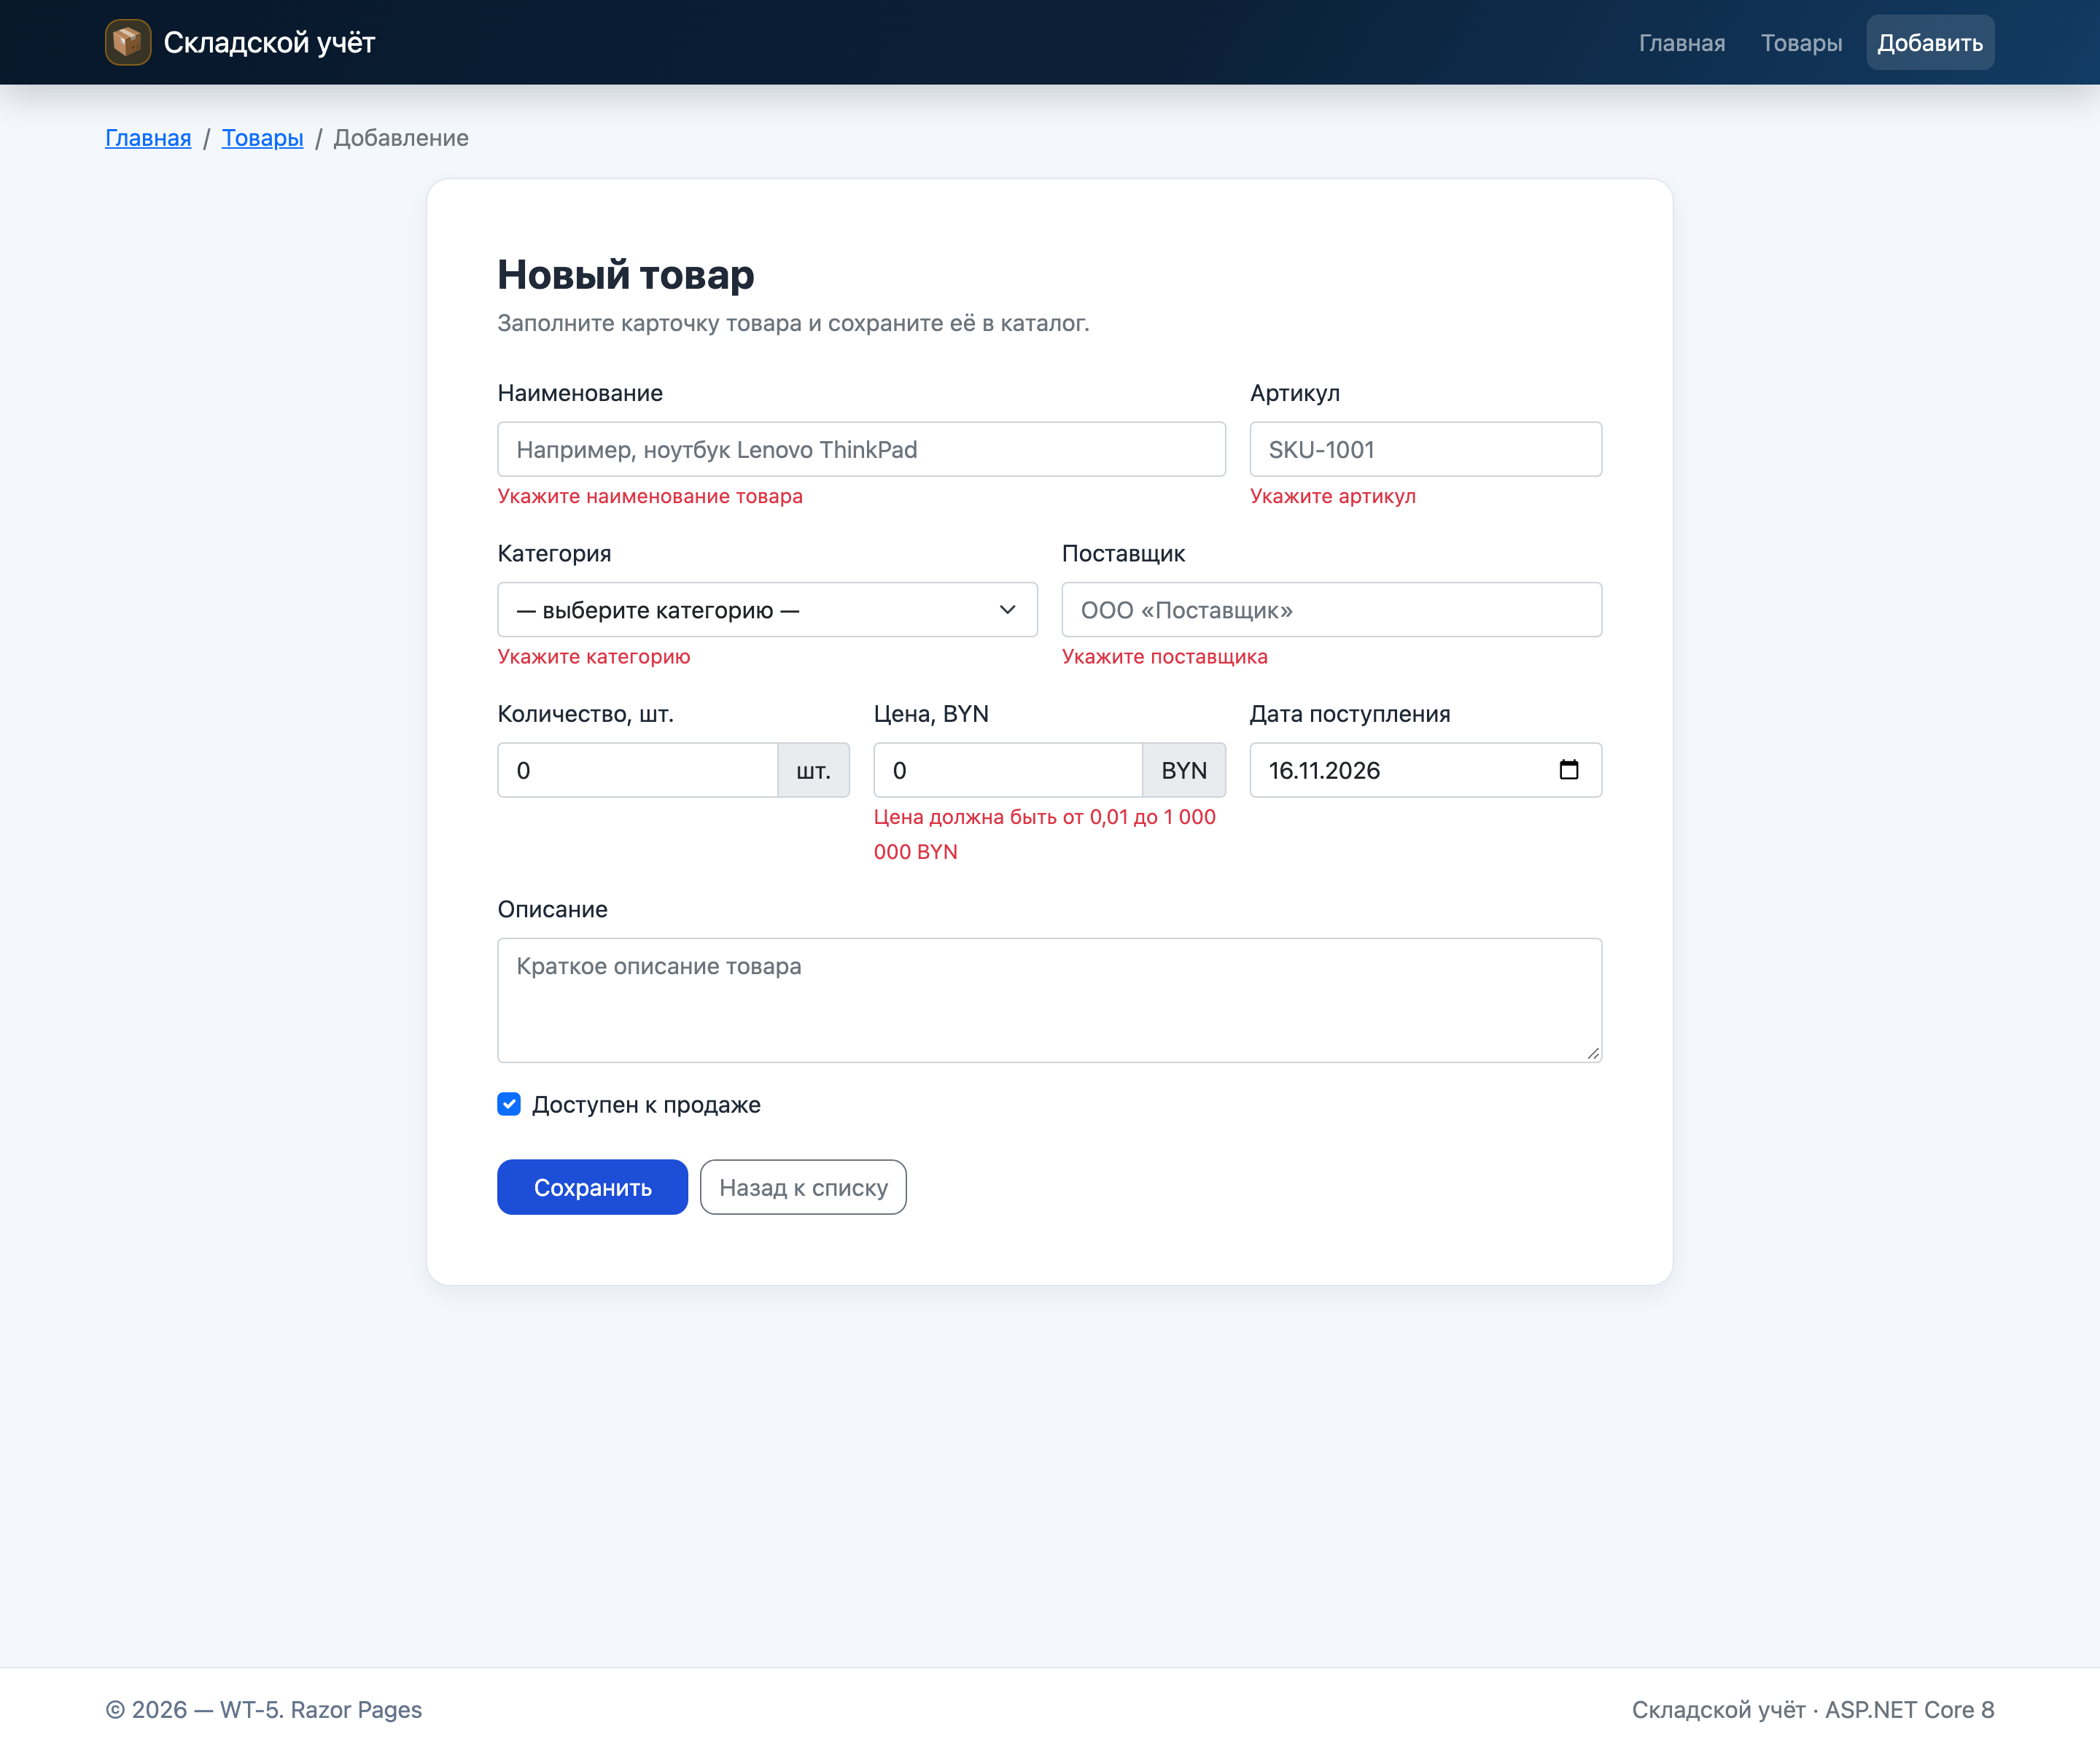 Складской учёт
Главная Товары Добавить
Главная / Товары / Добавление
Новый товар
Заполните карточку товара и сохраните её в каталог.
Наименование Артикул
Например, ноутбук Lenovo ThinkPad SKU-1001
Укажите наименование товара Укажите артикул
Категория Поставщик
— выберите категорию — ООО «Поставщик»
Укажите категорию Укажите поставщика
Количество, шт. Цена, BYN Дата поступления
0 шт. 0 BYN 16.11.2026
Цена должна быть от 0,01 до 1 000
000 BYN
Описание
Краткое описание товара
Доступен к продаже
Сохранить Назад к списку
© 2026 — WT-5. Razor Pages Складской учёт · ASP.NET Core 8